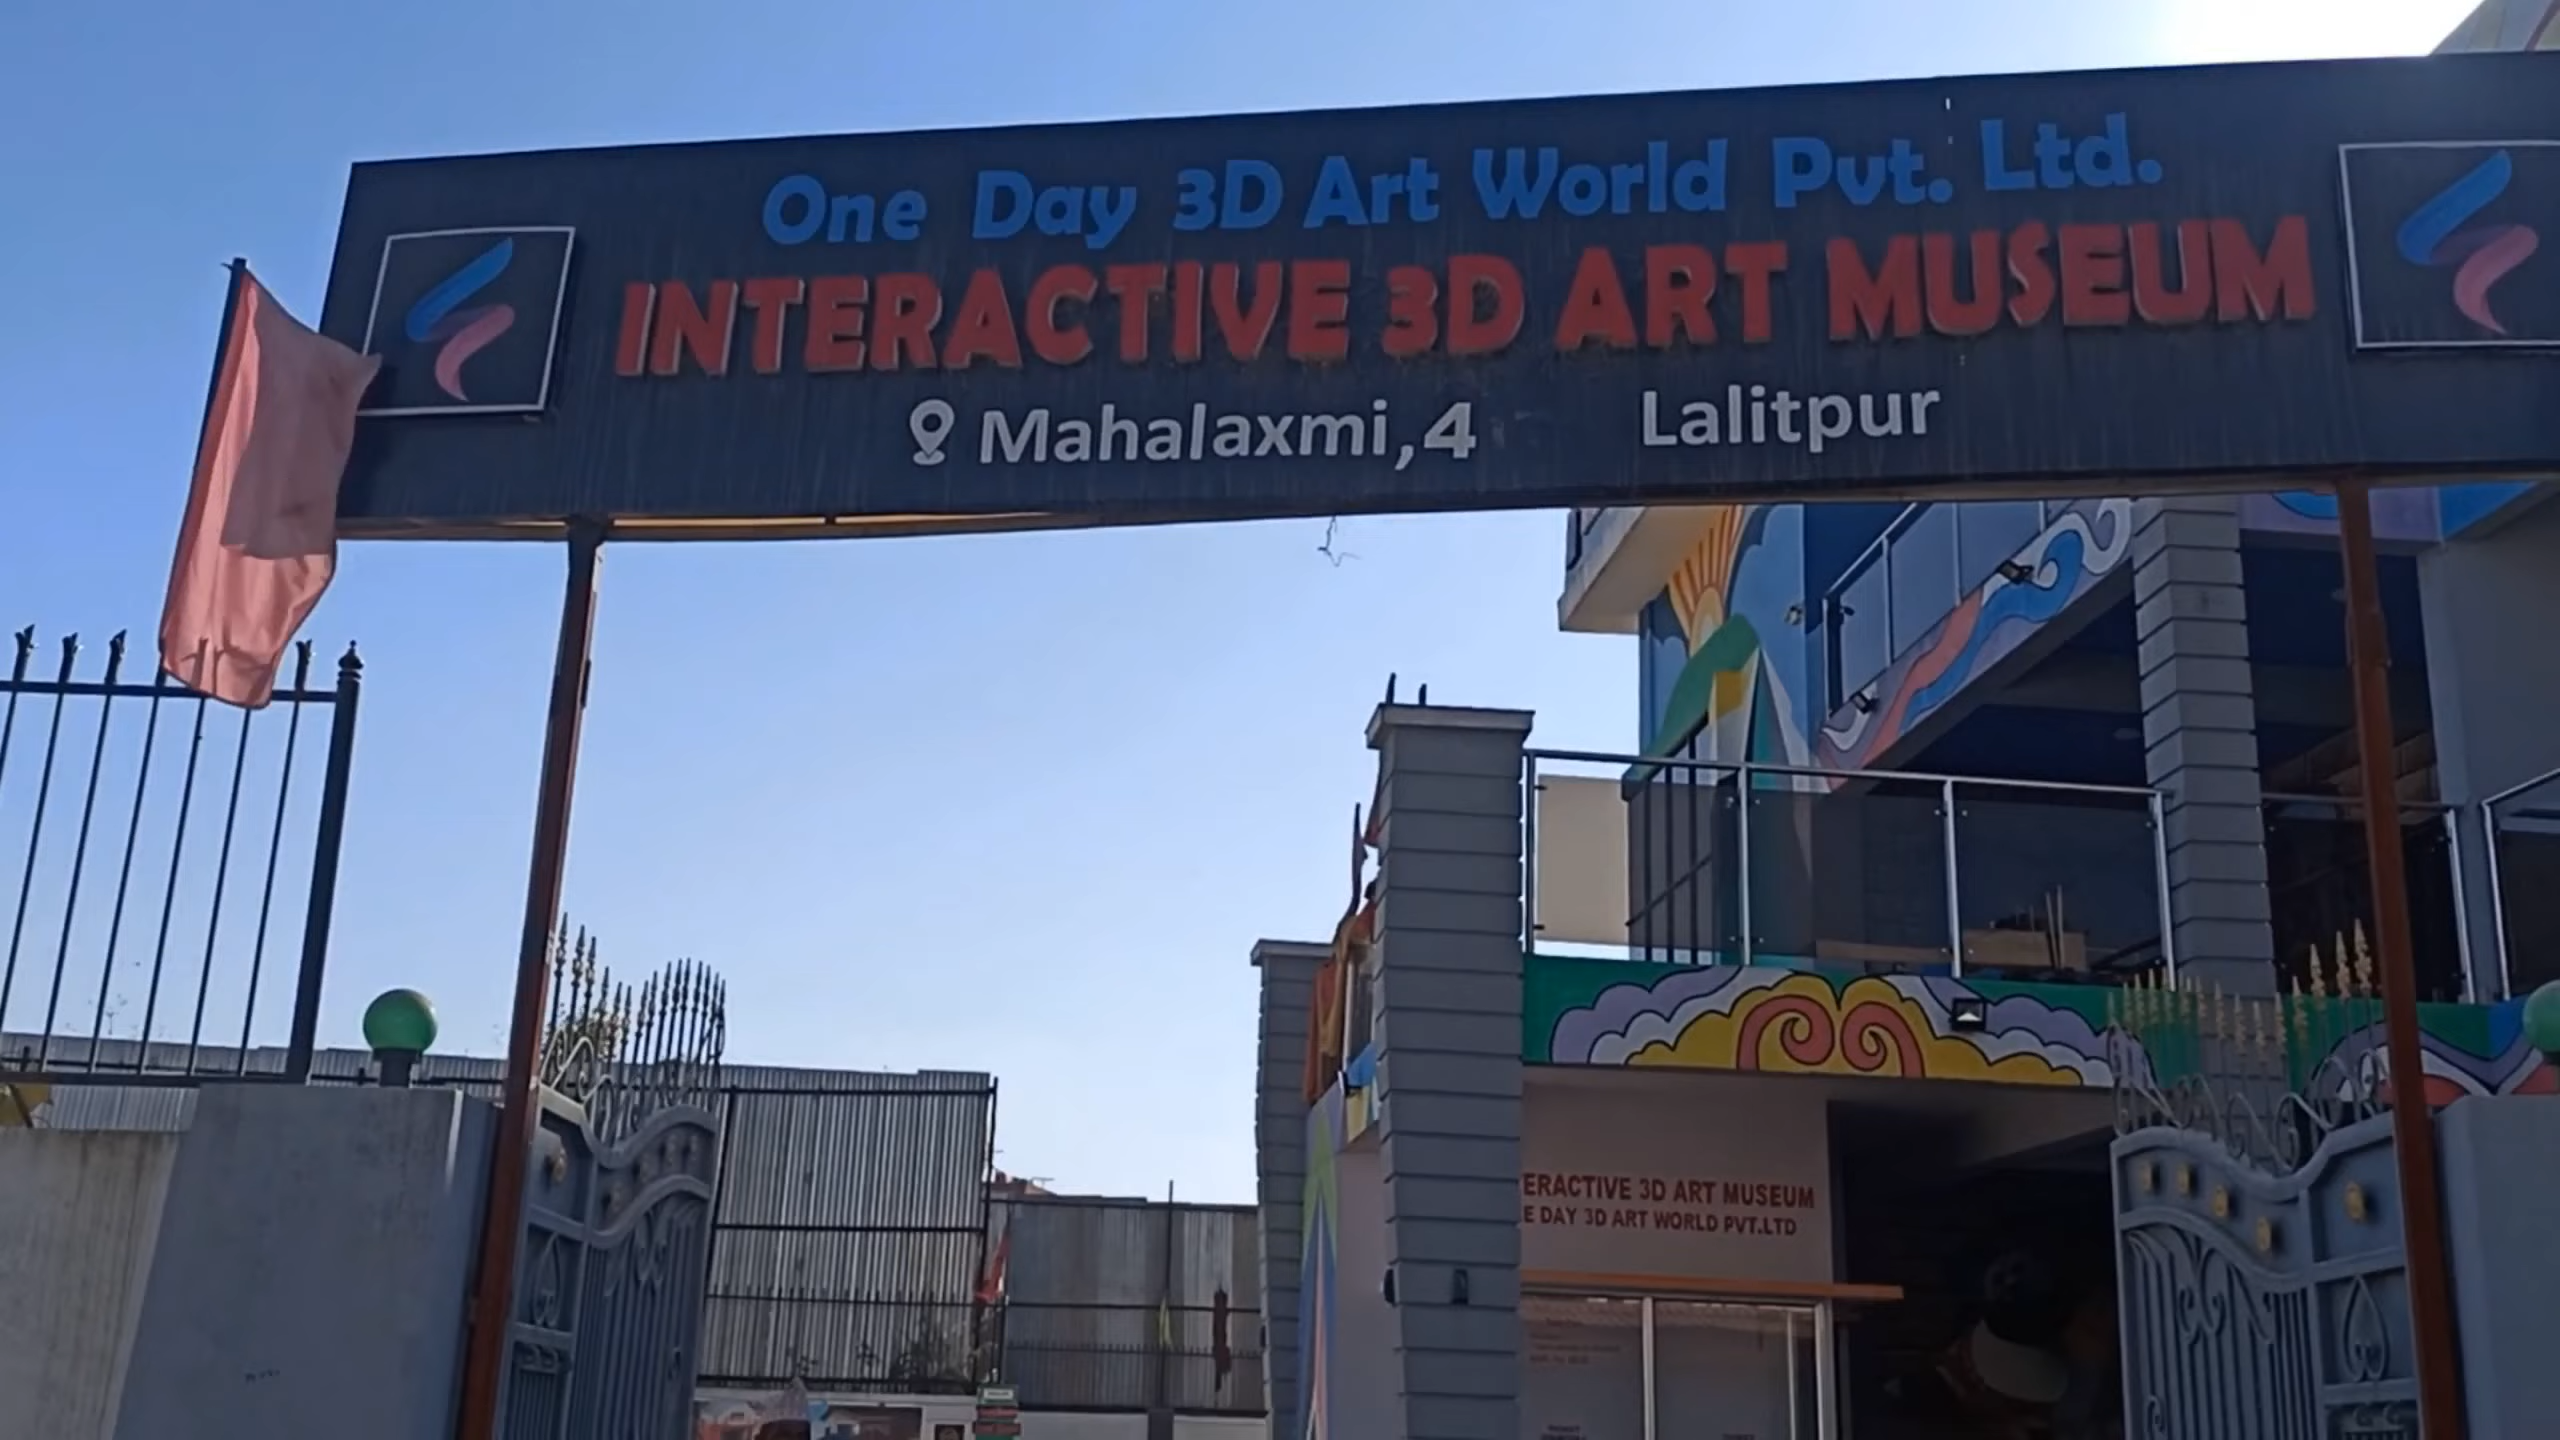 One Day 3D Art World Pvt. Ltd.
INTERACTIVE 3D ART MUSEUM
Mahalaxmi,4 Lalitpur
ERACTIVE 3D ART MUSEUM
E DAY 3D ART WORLD PVT.LTD